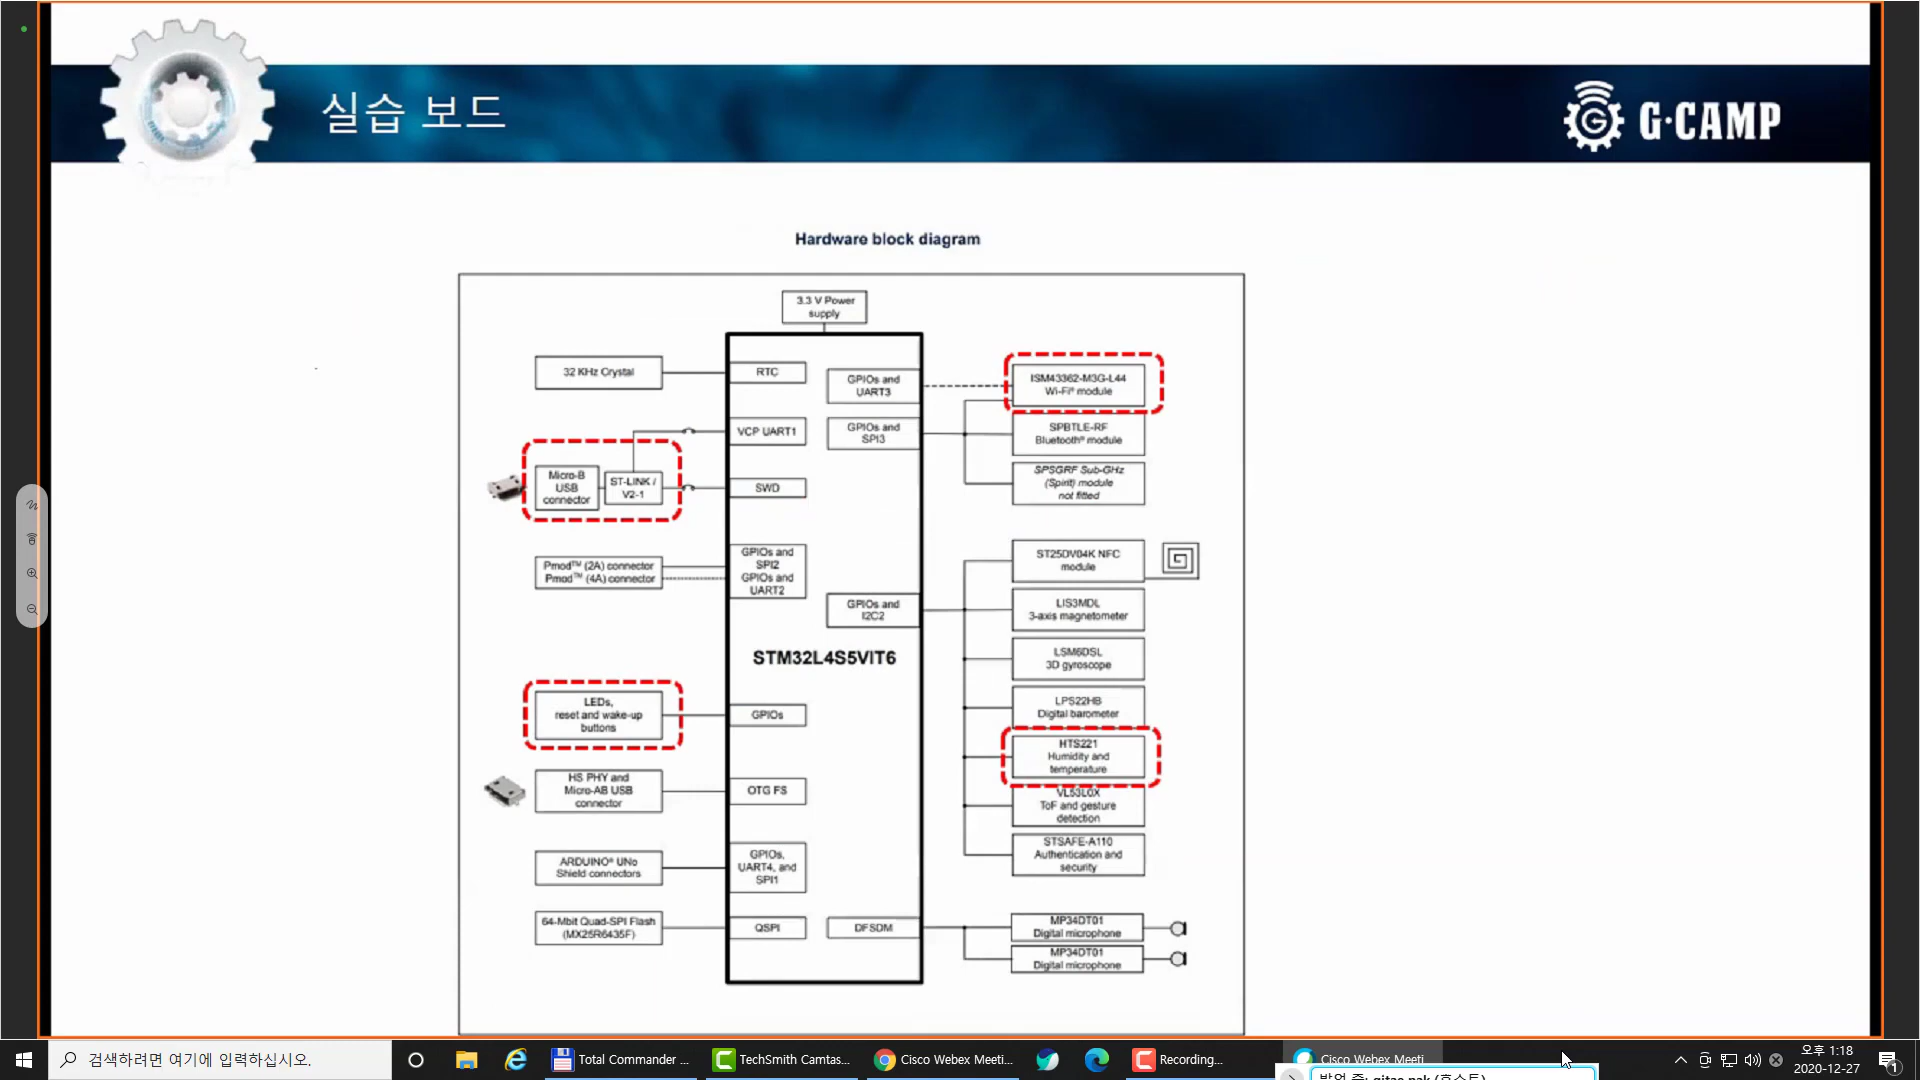 실습 보드
G·CAMP
Hardware block diagram
3.3 V Power
supply
32 KHz Crystal
RTC
GPIOs and
UART3
ISM43362-M3G-L44
Wi-Fi® module
VCP UART1
GPIOs and
SPI3
SPBTLE-RF
Bluetooth® module
Micro-B
USB
connector
ST-LINK /
V2-1
SWD
SPSGRF Sub-GHz
(Spirit) module
not fitted
Pmod™ (2A) connector
Pmod™ (4A) connector
GPIOs and
SPI2
GPIOs and
UART2
ST25DV04K NFC
module
GPIOs and
I2C2
LIS3MDL
3-axis magnetometer
STM32L4S5VIT6
LSM6DSL
3D gyroscope
LEDs,
reset and wake-up
buttons
GPIOs
LPS22HB
Digital barometer
HTS221
Humidity and
temperature
HS PHY and
Micro-AB USB
connector
OTG FS
VL53L0X
ToF and gesture
detection
ARDUINO® UNo
Shield connectors
GPIOs,
UART4, and
SPI1
STSAFE-A110
Authentication and
security
64-Mbit Quad-SPI Flash
(MX25R6435F)
QSPI
DFSDM
MP34DT01
Digital microphone
MP34DT01
Digital microphone
검색하려면 여기에 입력하십시오.
Total Commander ...
TechSmith Camtas...
Cisco Webex Meeti...
Recording...
Cisco Webex Meeti
오후 1:18
2020-12-27
1